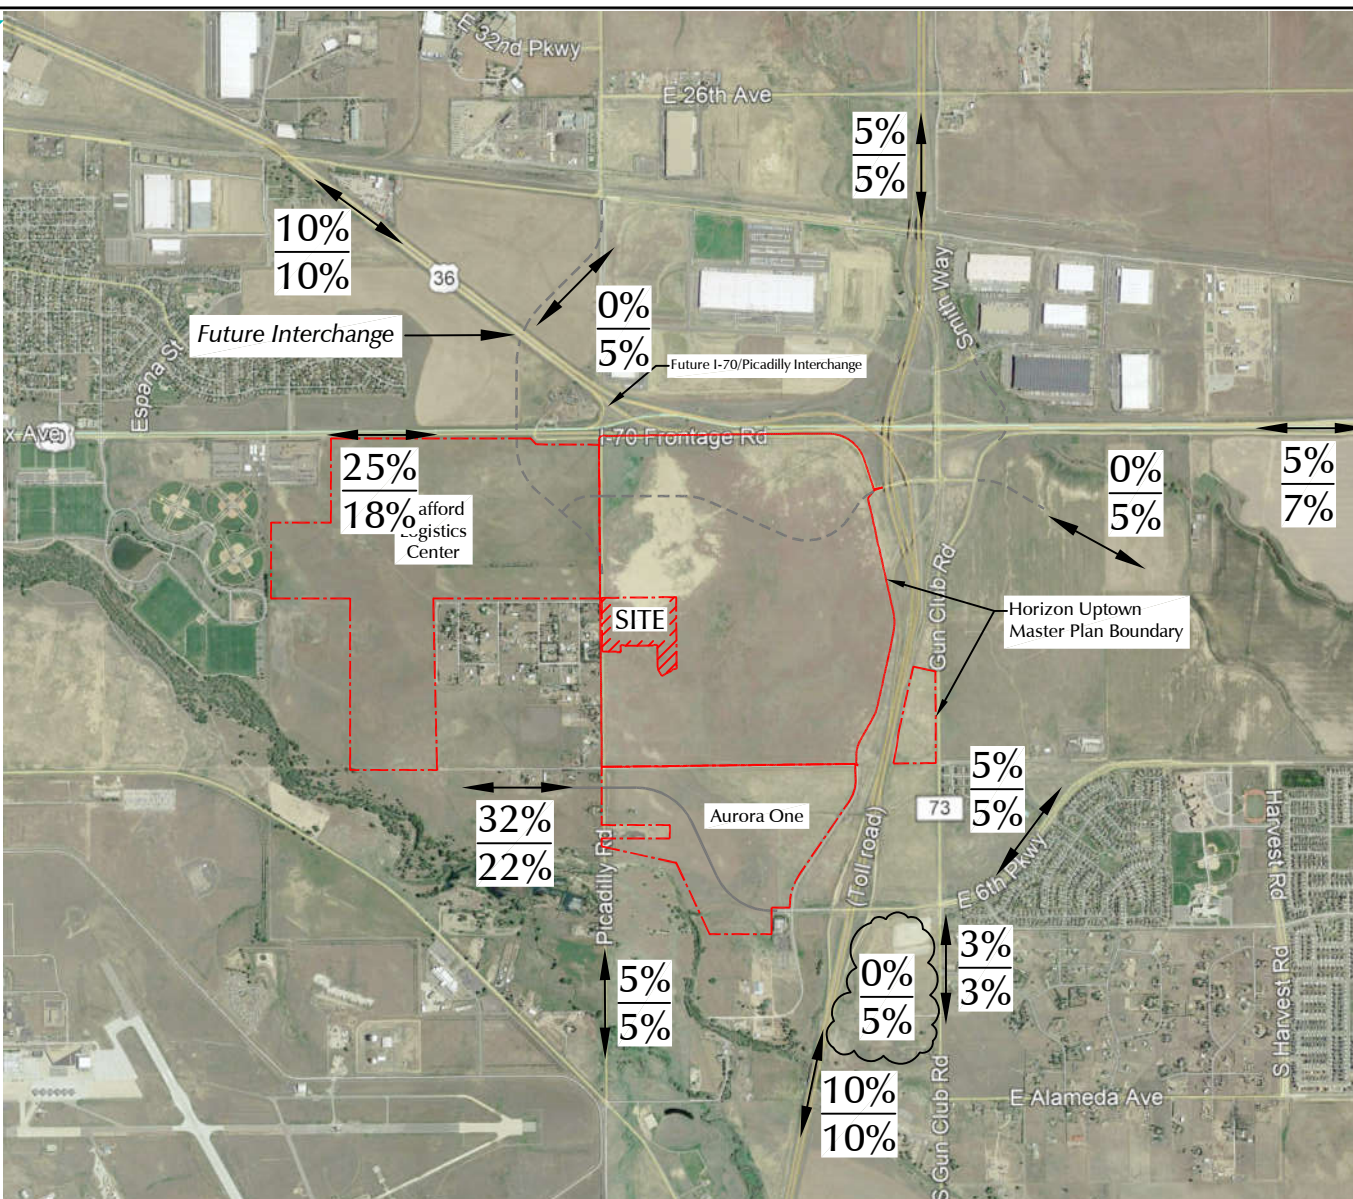 E 32nd Pkwy
E 26th Ave
5%
5%
10%
10%
36
Smith Way
0%
5%
Future Interchange
Future I-70/Picadilly Interchange
Espana St
x Ave
I-70 Frontage Rd
25%
18%
afford
Logistics
Center
0%
5%
5%
7%
Gun Club Rd
SITE
Horizon Uptown
Master Plan Boundary
5%
5%
73
Aurora One
32%
22%
Picadilly Rd
(Toll road)
E 6th Pkwy
Harvest Rd
3%
3%
0%
5%
5%
5%
S Harvest Rd
10%
10%
S Gun Club Rd
E Alameda Ave